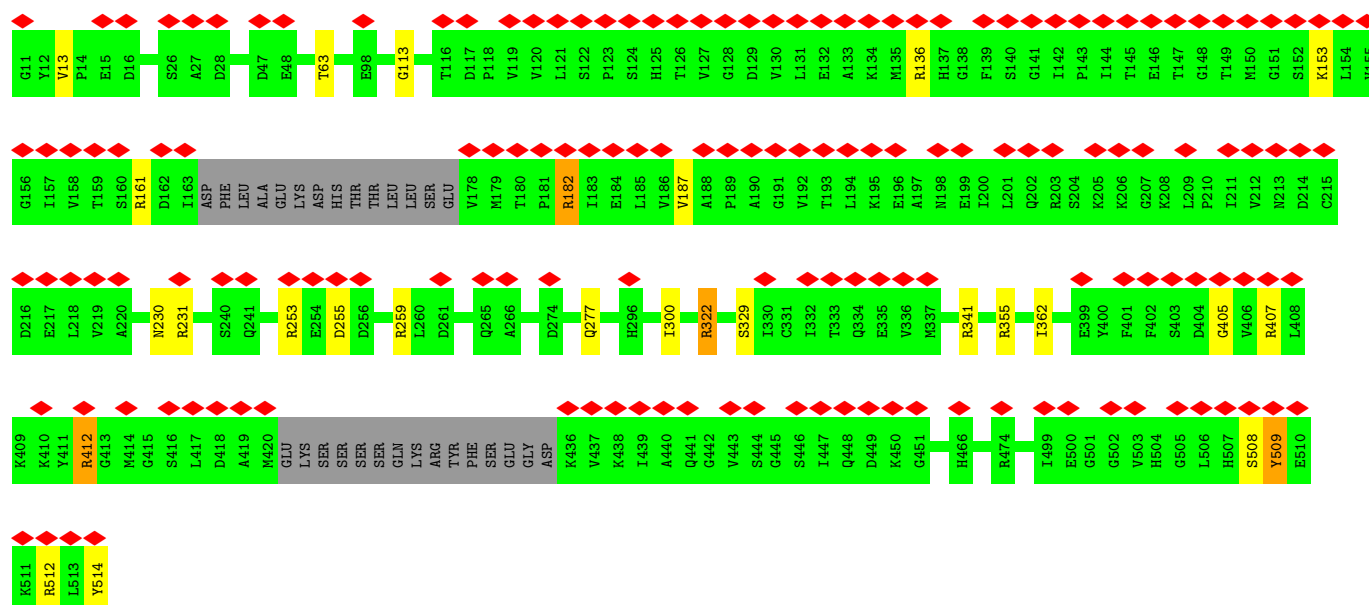 G11 Y12 V13 P14 E15 D16 S26 A27 D28 D47 E48 T63 E98 G113 T116 D117 P118 V119 V120 L121 S122 P123 S124 H125 T126 V127 G128 D129 V130 L131 E132 A133 K134 M135 R136 H137 G138 F139 S140 G141 I142 P143 I144 T145 E146 T147 G148 T149 M150 G151 S152 K153 L154
G156 I157 V158 T159 S160 R161 D162 I163 ASP PHE LEU ALA GLU LYS ASP HIS THR THR LEU LEU SER GLU V178 M179 T180 P181 R182 I183 E184 L185 V186 V187 A188 P189 A190 G191 V192 T193 L194 K195 E196 A197 N198 E199 I200 L201 Q202 R203 S204 K205 K206 G207 K208 L209 P210 I211 V212 N213 D214 C215
D216 E217 L218 V219 A220 N230 R231 S240 Q241 R253 E254 D255 D256 R259 L260 D261 Q265 A266 D274 Q277 H296 I300 R322 S329 I330 C331 I332 T333 Q334 E335 V336 M337 R341 R355 I362 E399 Y400 F401 F402 S403 D404 G405 V406 R407 L408
K409 K410 Y411 R412 G413 M414 G415 S416 L417 D418 A419 M420 GLU LYS SER SER SER SER GLN LYS ARG TYR PHE SER GLU GLY ASP K436 V437 K438 I439 A440 Q441 G442 V443 S444 G445 S446 I447 Q448 D449 K450 G451 H466 R474 I499 E500 G501 G502 V503 H504 G505 L506 H507 S508 Y509 E510
K511 R512 L513 Y514